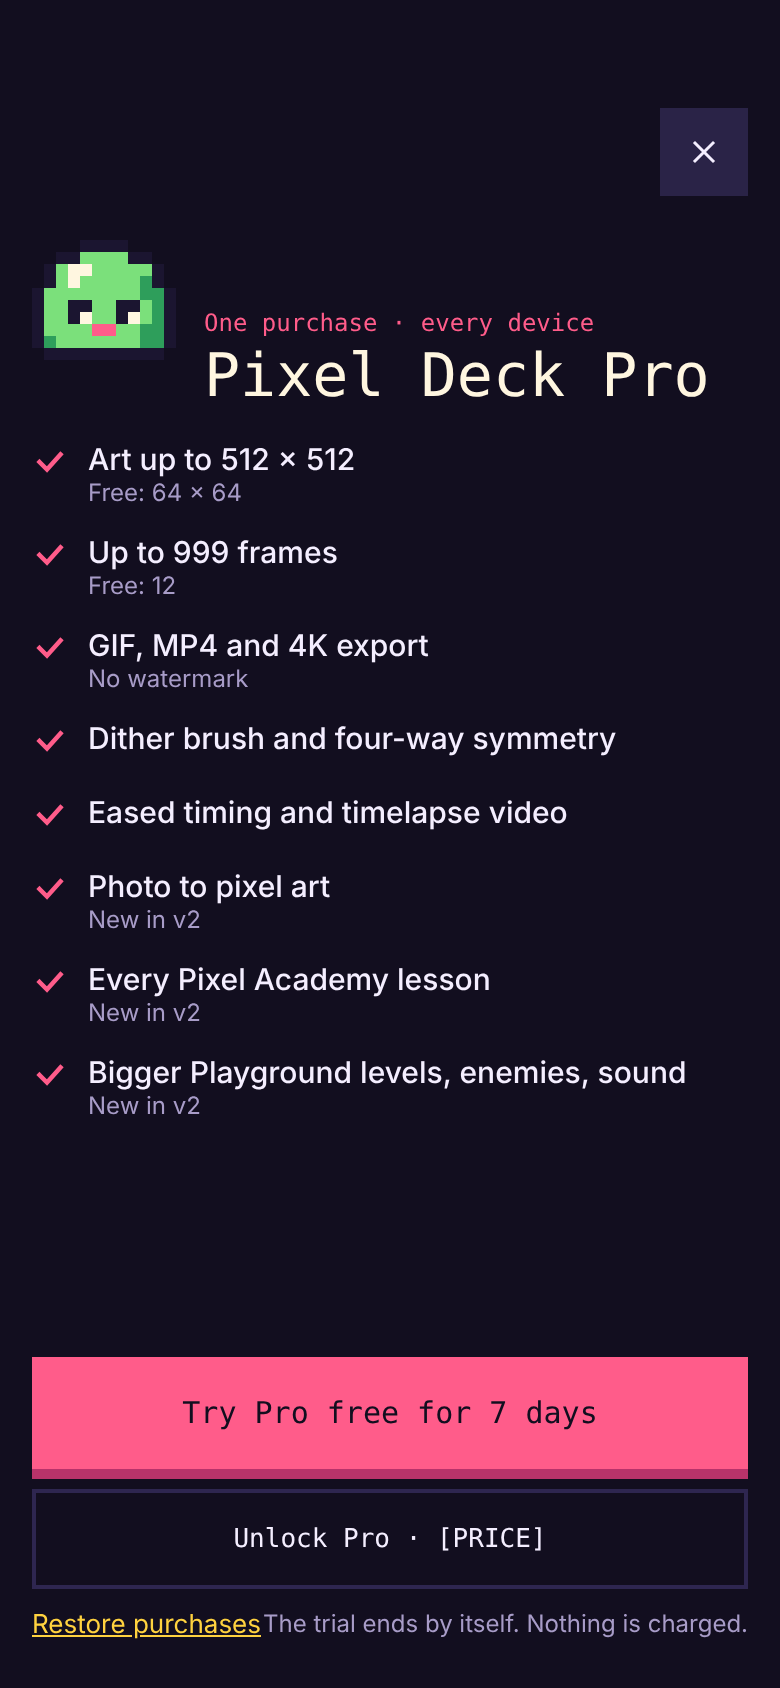 One purchase · every device
Pixel Deck Pro
Art up to 512 × 512
Free: 64 × 64
Up to 999 frames
Free: 12
GIF, MP4 and 4K export
No watermark
Dither brush and four-way symmetry
Eased timing and timelapse video
Photo to pixel art
New in v2
Every Pixel Academy lesson
New in v2
Bigger Playground levels, enemies, sound
New in v2
Try Pro free for 7 days
Unlock Pro · [PRICE]
Restore purchases The trial ends by itself. Nothing is charged.